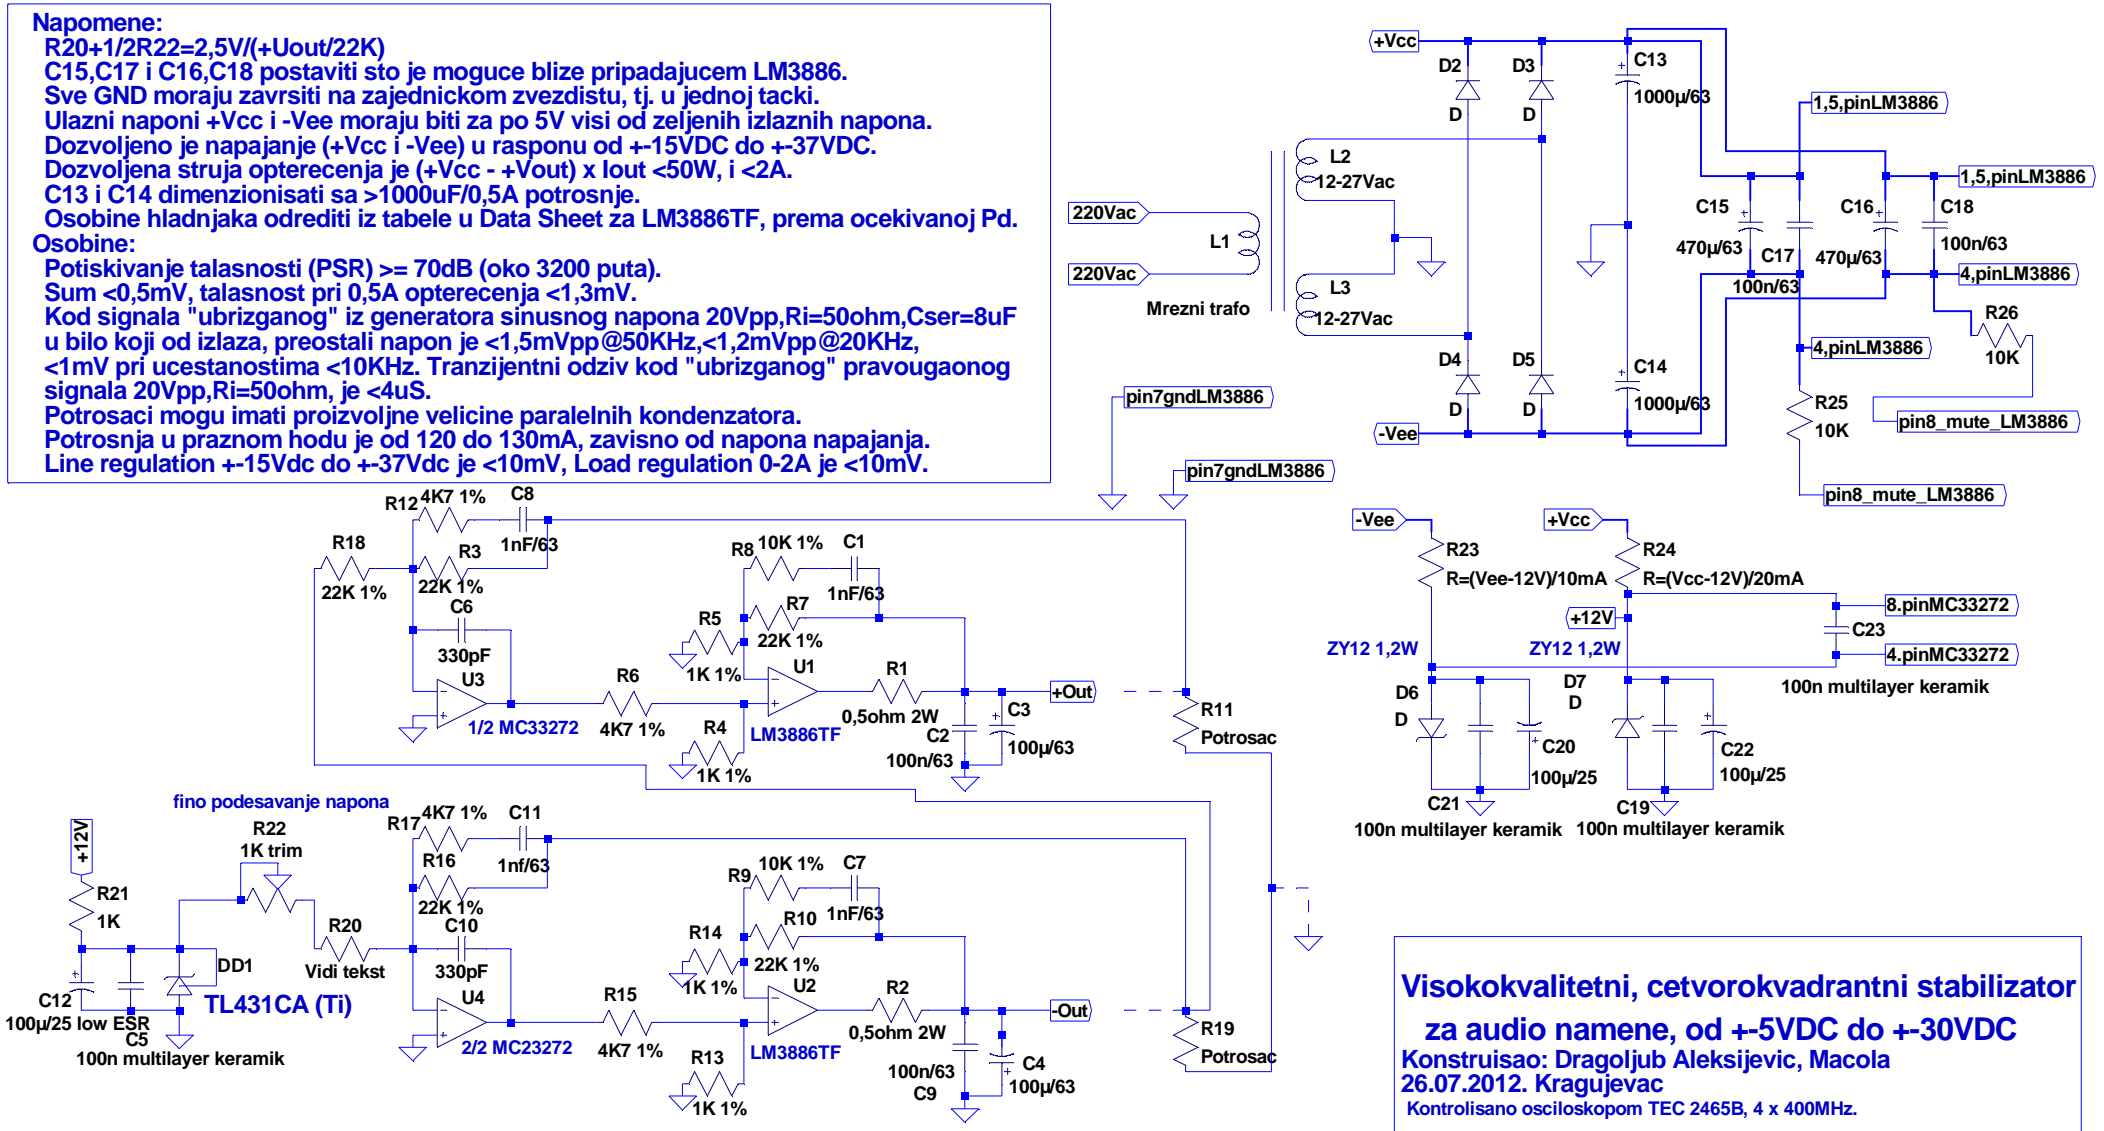 Napomene:
R20+1/2R22=2,5V/(+Uout/22K)
C15,C17 i C16,C18 postaviti sto je moguce blize pripadajucem LM3886.
Sve GND moraju zavrsiti na zajednickom zvezdistu, tj. u jednoj tacki.
Ulazni naponi +Vcc i -Vee moraju biti za po 5V visi od zeljenih izlaznih napona.
Dozvoljeno je napajanje (+Vcc i -Vee) u rasponu od +-15VDC do +-37VDC.
Dozvoljena struja opterecenja je (+Vcc - +Vout) x Iout <50W, i <2A.
C13 i C14 dimenzionisati sa >1000uF/0,5A potrosnje.
Osobine hladnjaka odrediti iz tabele u Data Sheet za LM3886TF, prema ocekivanoj Pd.
Osobine:
Potiskivanje talasnosti (PSR) >= 70dB (oko 3200 puta).
Sum <0,5mV, talasnost pri 0,5A opterecenja <1,3mV.
Kod signala "ubrizganog" iz generatora sinusnog napona 20Vpp,Ri=50ohm,Cser=8uF
u bilo koji od izlaza, preostali napon je <1,5mVpp@50KHz,<1,2mVpp@20KHz,
<1mV pri ucestanostima <10KHz. Tranzijentni odziv kod "ubrizganog" pravougaonog
signala 20Vpp,Ri=50ohm, je <4uS.
Potrosaci mogu imati proizvoljne velicine paralelnih kondenzatora.
Potrosnja u praznom hodu je od 120 do 130mA, zavisno od napona napajanja.
Line regulation +-15Vdc do +-37Vdc je <10mV, Load regulation 0-2A je <10mV.
220Vac
220Vac
L1
L2
12-27Vac
L3
12-27Vac
Mrezni trafo
+Vcc
D2
D
D3
D
C13
1000µ/63
D4
D
D5
D
C14
1000µ/63
-Vee
1,5,pinLM3886
1,5,pinLM3886
C15
470µ/63
C17
100n/63
C16
470µ/63
C18
100n/63
4,pinLM3886
R26
10K
4,pinLM3886
R25
10K
pin8_mute_LM3886
pin8_mute_LM3886
pin7gndLM3886
pin7gndLM3886
R12
4K7 1%
C8
1nF/63
R18
22K 1%
R3
22K 1%
C6
330pF
U3
1/2 MC33272
R6
4K7 1%
R8
10K 1%
C1
1nF/63
R5
1K 1%
R7
22K 1%
U1
LM3886TF
R4
1K 1%
R1
0,5ohm 2W
C2
100n/63
C3
100µ/63
+Out
R11
Potrosac
-Vee
R23
R=(Vee-12V)/10mA
+Vcc
R24
R=(Vcc-12V)/20mA
+12V
ZY12 1,2W
ZY12 1,2W
C23
8.pinMC33272
4.pinMC33272
100n multilayer keramik
D6
D
C20
100µ/25
C21
100n multilayer keramik
D7
D
C22
100µ/25
C19
100n multilayer keramik
fino podesavanje napona
+12V
R21
1K
R22
1K trim
R20
Vidi tekst
C12
100µ/25 low ESR
C5
100n multilayer keramik
DD1
TL431CA (Ti)
R17
4K7 1%
C11
1nf/63
R16
22K 1%
C10
330pF
U4
2/2 MC23272
R15
4K7 1%
R9
10K 1%
C7
1nF/63
R14
1K 1%
R10
22K 1%
U2
LM3886TF
R13
1K 1%
R2
0,5ohm 2W
100n/63
C9
C4
100µ/63
-Out
R19
Potrosac
Visokokvalitetni, cetvorokvadrantni stabilizator
za audio namene, od +-5VDC do +-30VDC
Konstruisao: Dragoljub Aleksijevic, Macola
26.07.2012. Kragujevac
Kontrolisano osciloskopom TEC 2465B, 4 x 400MHz.